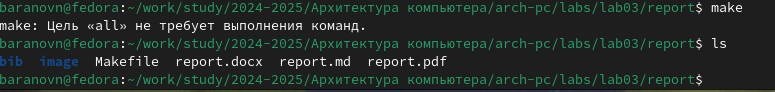 baranovn@fedora:~/work/study/2024-2025/Архитектура компьютера/arch-pc/labs/lab03/report$ make
make: Цель «all» не требует выполнения команд.
baranovn@fedora:~/work/study/2024-2025/Архитектура компьютера/arch-pc/labs/lab03/report$ ls
bib  image  Makefile  report.docx  report.md  report.pdf
baranovn@fedora:~/work/study/2024-2025/Архитектура компьютера/arch-pc/labs/lab03/report$